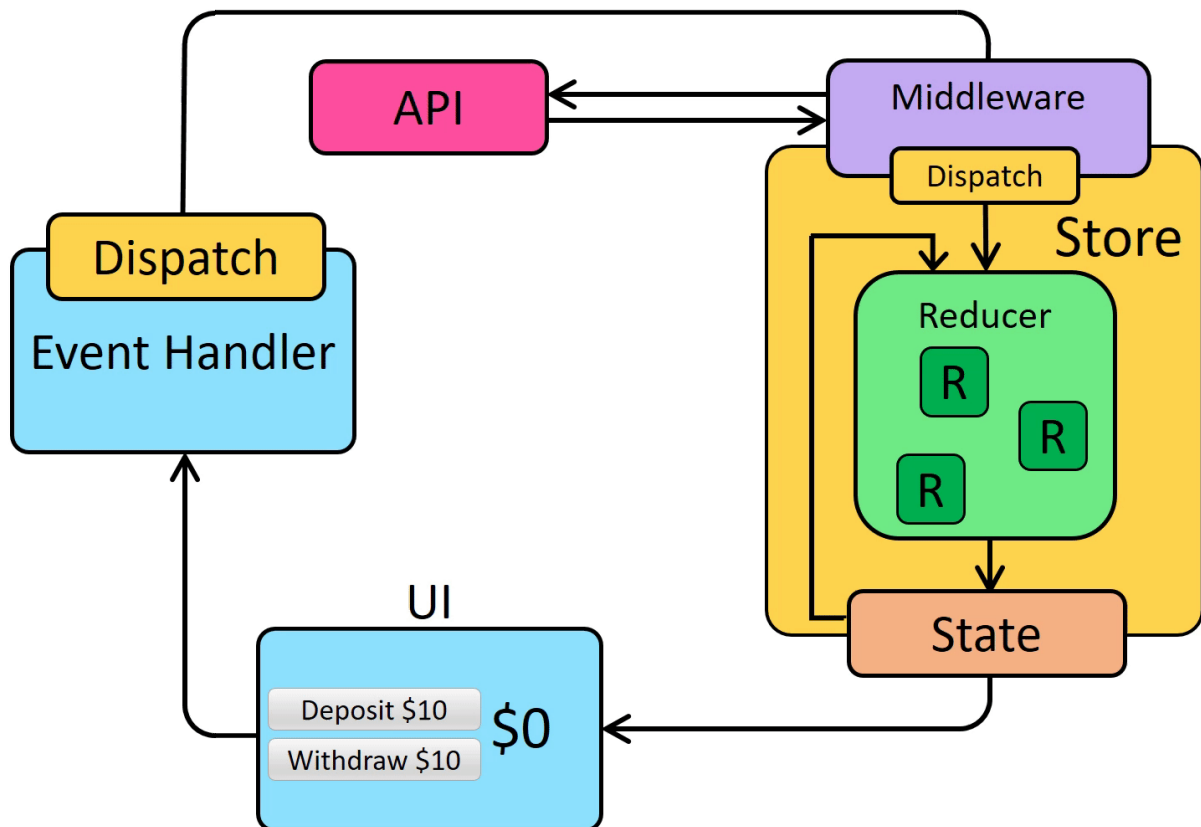 API
Middleware
Dispatch
Store
Dispatch
Event Handler
Reducer
R
R
R
UI
Deposit $10
$0
Withdraw $10
State